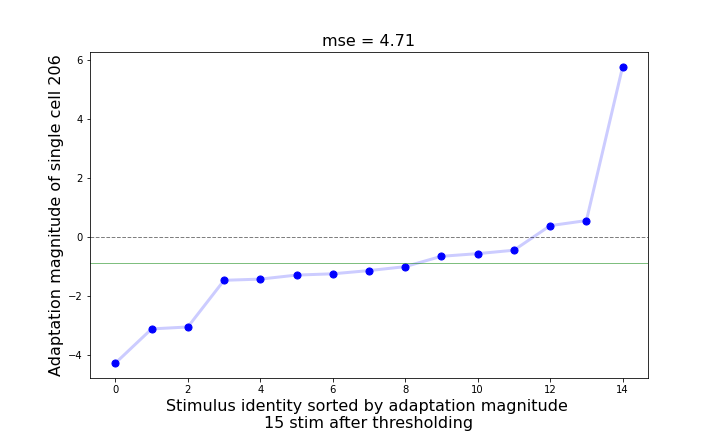 mse = 4.71
Adaptation magnitude of single cell 206
6
4
2
0
−2
−4
0 2 4 6 8 10 12 14
Stimulus identity sorted by adaptation magnitude
15 stim after thresholding